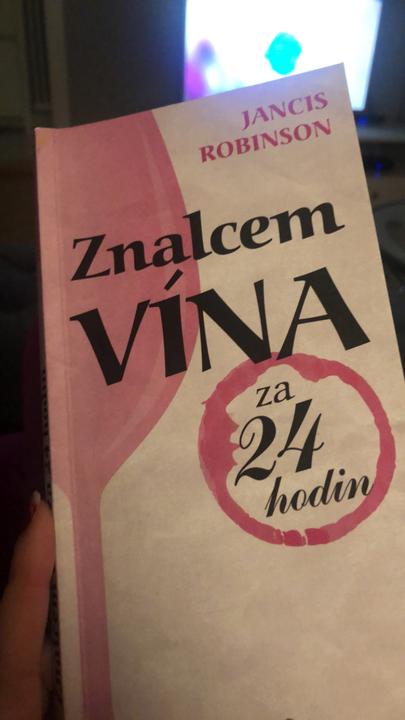 JANCIS
ROBINSON
Znalcem
VÍNA
za
24
hodin